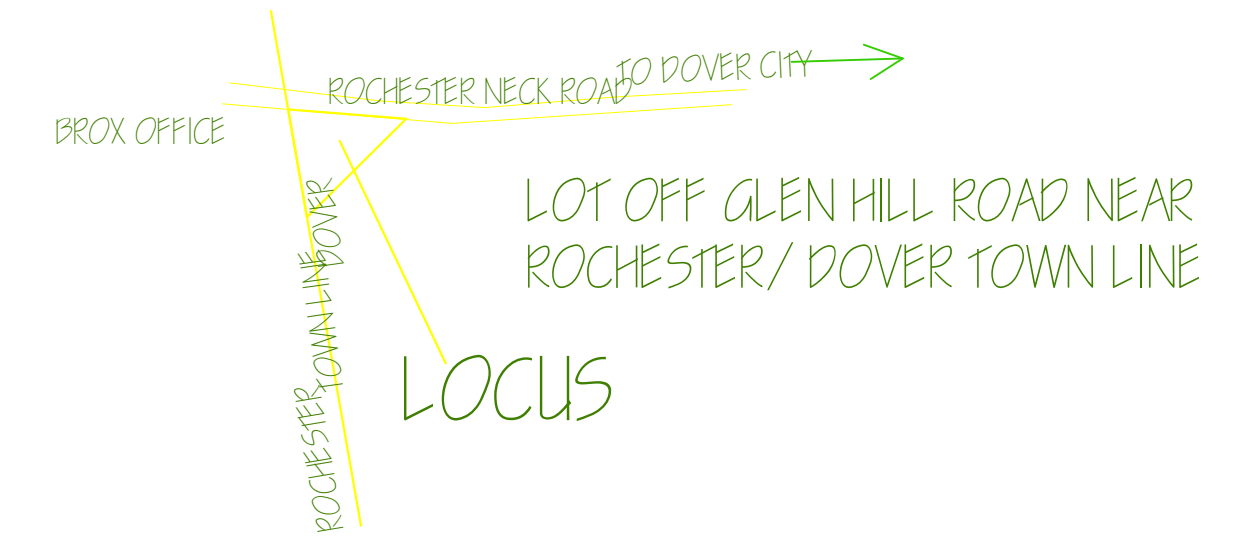 TO DOVER CITY
ROCHESTER NECK ROAD
BROX OFFICE
LOT OFF GLEN HILL ROAD NEAR
ROCHESTER/ DOVER TOWN LINE
DOVER
TOWN LINE
ROCHESTER
LOCUS